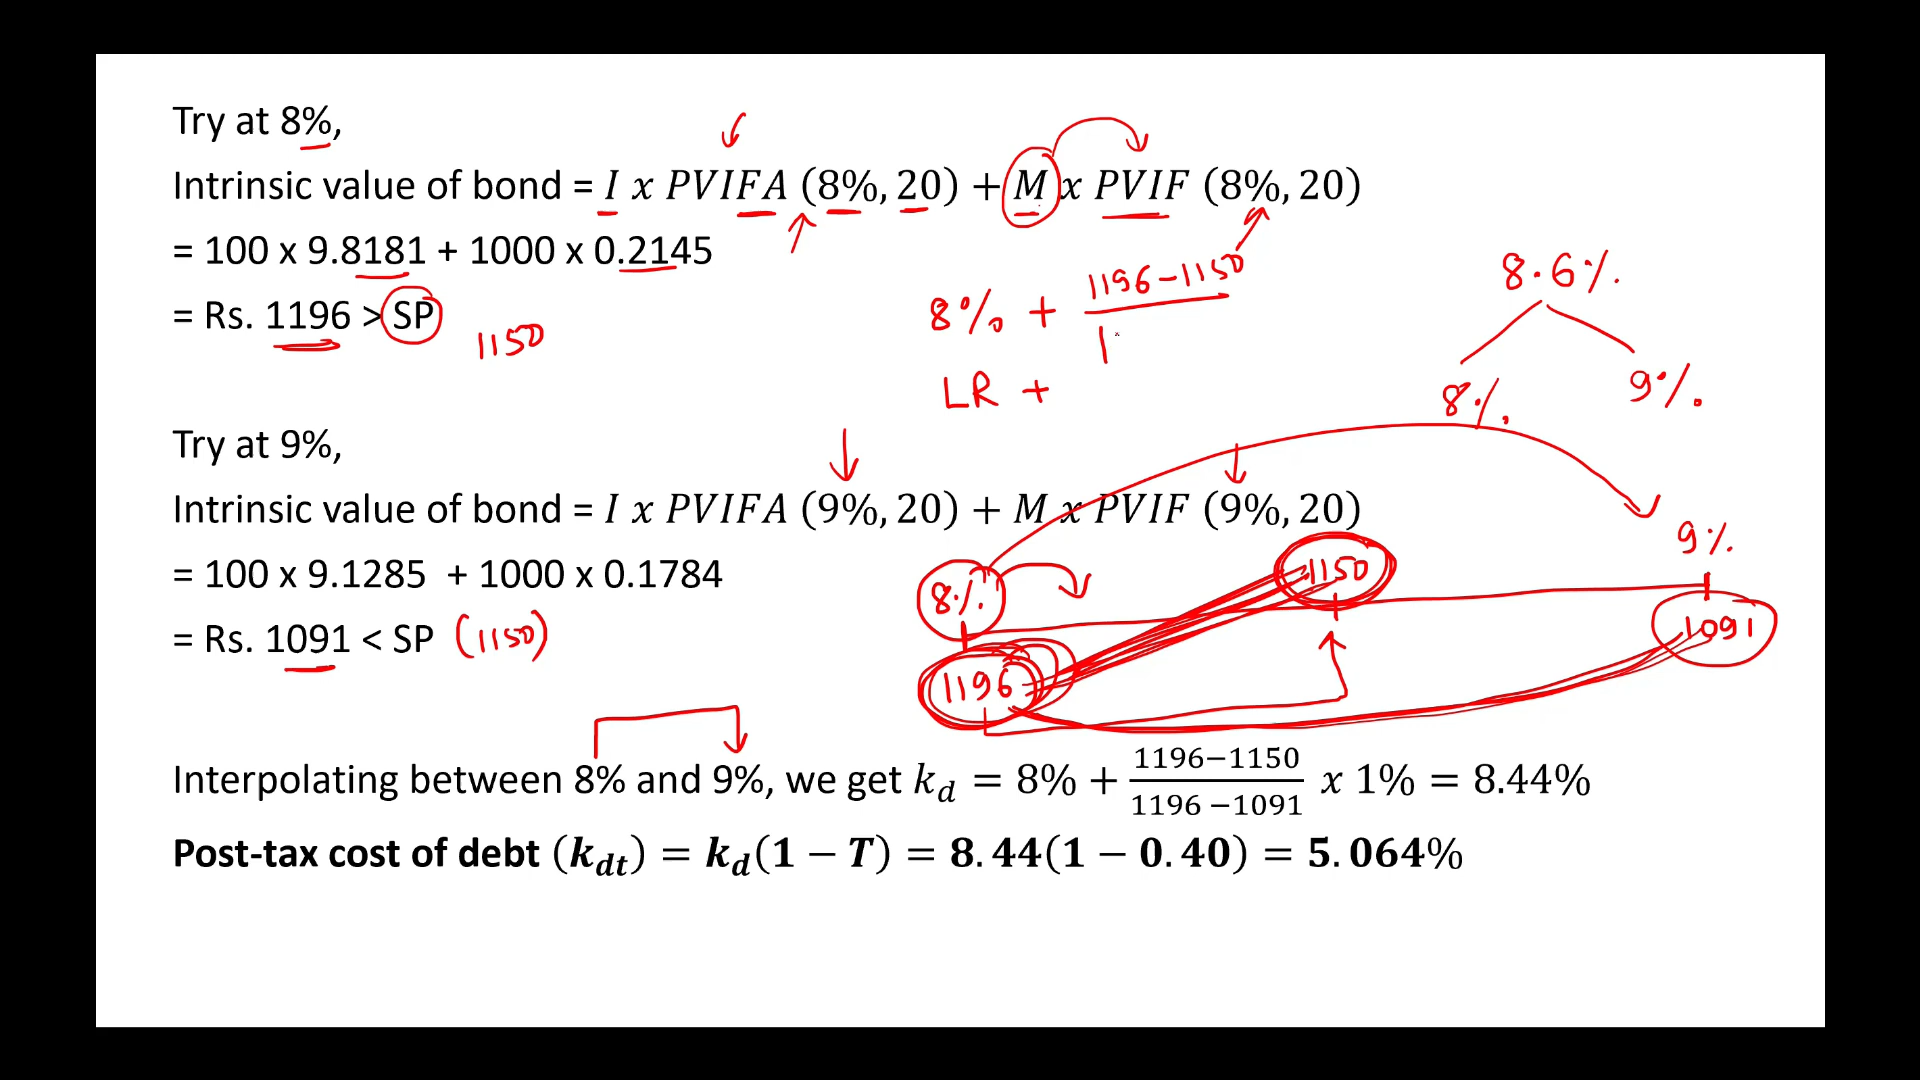 Try at 8%,
Intrinsic value of bond = I x PVIFA (8%, 20) + M x PVIF (8%, 20)
= 100 x 9.8181 + 1000 x 0.2145
= Rs. 1196 > SP
1150
8% + 1196-1150
1
LR +
8.6%.
8%.
9%.
Try at 9%,
Intrinsic value of bond = I x PVIFA (9%, 20) + M x PVIF (9%, 20)
= 100 x 9.1285 + 1000 x 0.1784
= Rs. 1091 < SP (1150)
8%. 1150 9%.
1196 1091
Interpolating between 8% and 9%, we get k_d = 8% + (1196−1150)/(1196 −1091) x 1% = 8.44%
Post-tax cost of debt (k_dt) = k_d(1 − T) = 8.44(1 − 0.40) = 5.064%